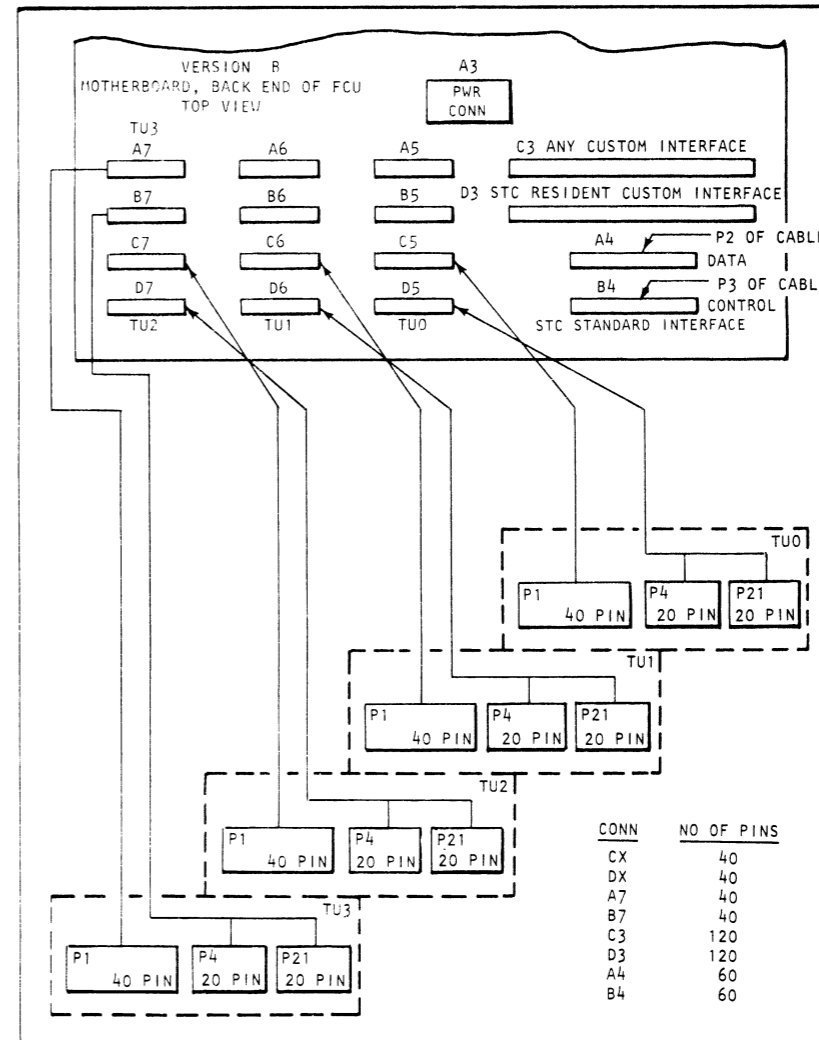 VERSION B
MOTHERBOARD, BACK END OF FCU
TOP VIEW
A3
PWR
CONN
TU3
A7
A6
A5
C3 ANY CUSTOM INTERFACE
B7
B6
B5
D3 STC RESIDENT CUSTOM INTERFACE
C7
C6
C5
A4
P2 OF CABL
DATA
D7
D6
D5
B4
P3 OF CABL
CONTROL
TU2
TU1
TU0
STC STANDARD INTERFACE
TU0
P1
40 PIN
P4
20 PIN
P21
20 PIN
TU1
P1
40 PIN
P4
20 PIN
P21
20 PIN
TU2
P1
40 PIN
P4
20 PIN
P21
20 PIN
TU3
P1
40 PIN
P4
20 PIN
P21
20 PIN
CONN NO OF PINS
CX 40
DX 40
A7 40
B7 40
C3 120
D3 120
A4 60
B4 60